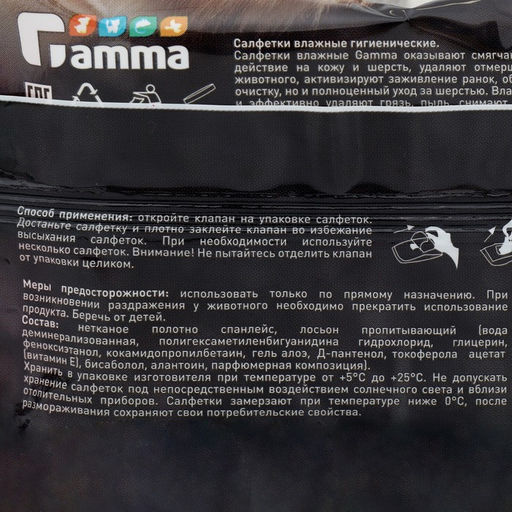 Gamma
Салфетки влажные гигиенические.
Салфетки влажные Gamma оказывают смягча
действие на кожу и шерсть, удаляют отмерш
животного, активизируют заживление ранок, об
очистку, но и полноценный уход за шерстью. Вла
и эффективно удаляют грязь, пыль, снимают
Способ применения: откройте клапан на упаковке салфеток.
Достаньте салфетку и плотно заклейте клапан во избежание
высыхания салфеток. При необходимости используйте
несколько салфеток. Внимание! Не пытайтесь отделить клапан
от упаковки целиком.
Меры предосторожности: использовать только по прямому назначению. При
возникновении раздражения у животного необходимо прекратить использование
продукта. Беречь от детей.
Состав: нетканое полотно спанлейс, лосьон пропитывающий (вода
деминерализованная, полигексаметиленбигуанидина гидрохлорид, глицерин,
феноксиэтанол, кокамидопропилбетаин, гель алоэ, Д-пантенол, токоферола ацетат
(витамин Е), бисаболол, алантоин, парфюмерная композиция).
Хранить в упаковке изготовителя при температуре от +5°С до +25°С. Не допускать
хранение салфеток под непосредственным воздействием солнечного света и вблизи
отопительных приборов. Салфетки замерзают при температуре ниже 0°С, после
размораживания сохраняют свои потребительские свойства.